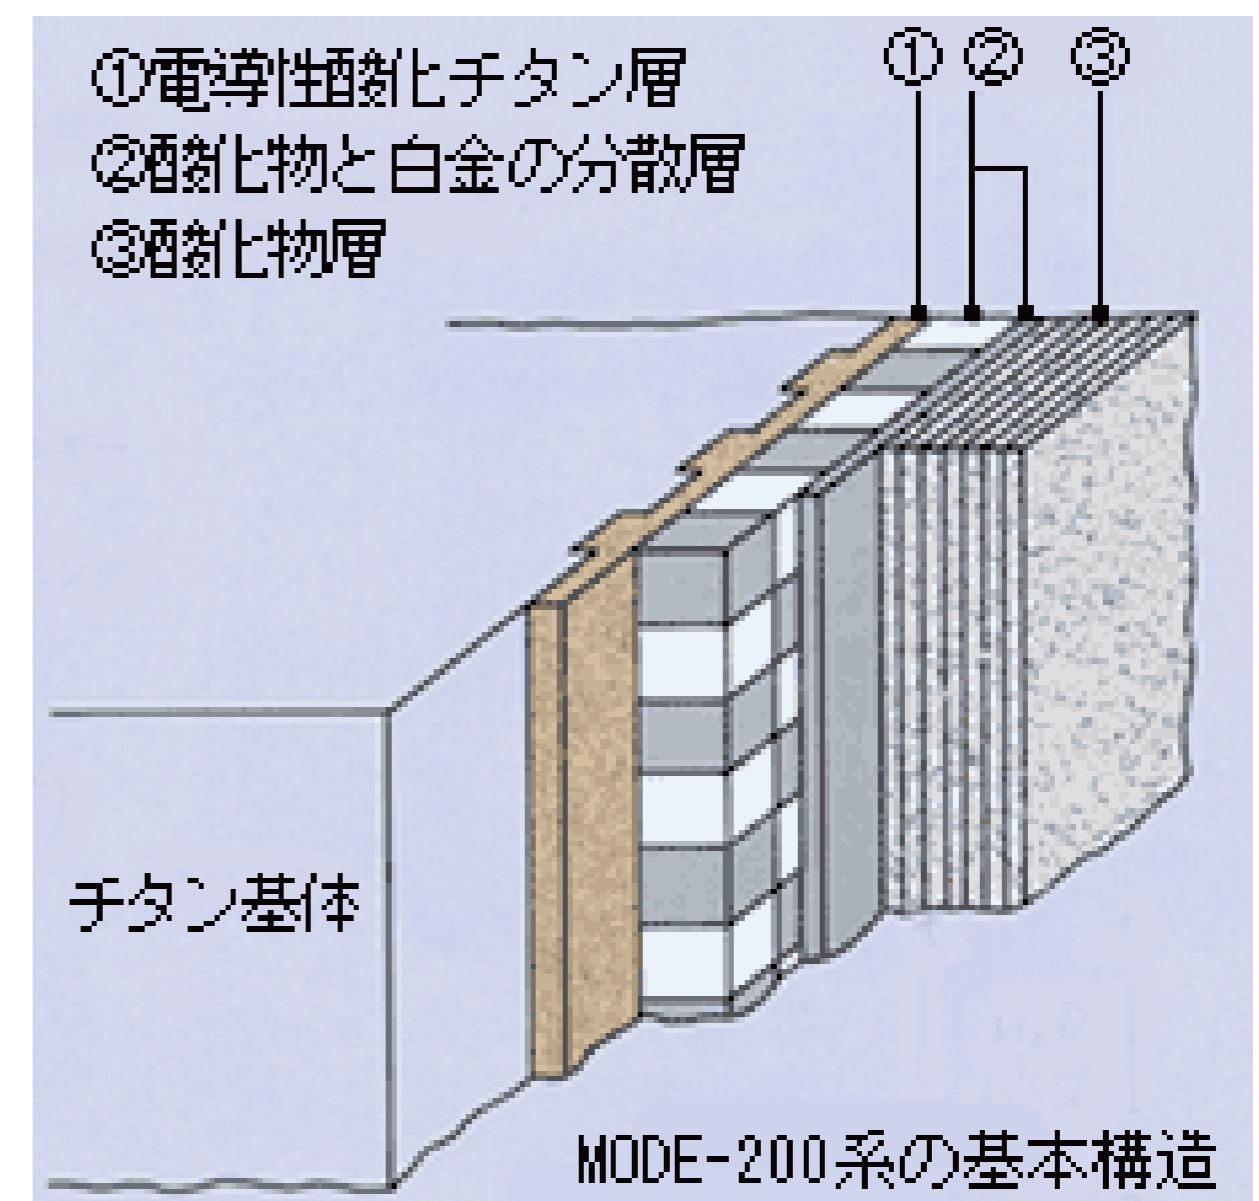 ①電導性酸化チタン層
②酸化物と白金の分散層
③酸化物層
① ② ③
チタン基体
MODE-200系の基本構造